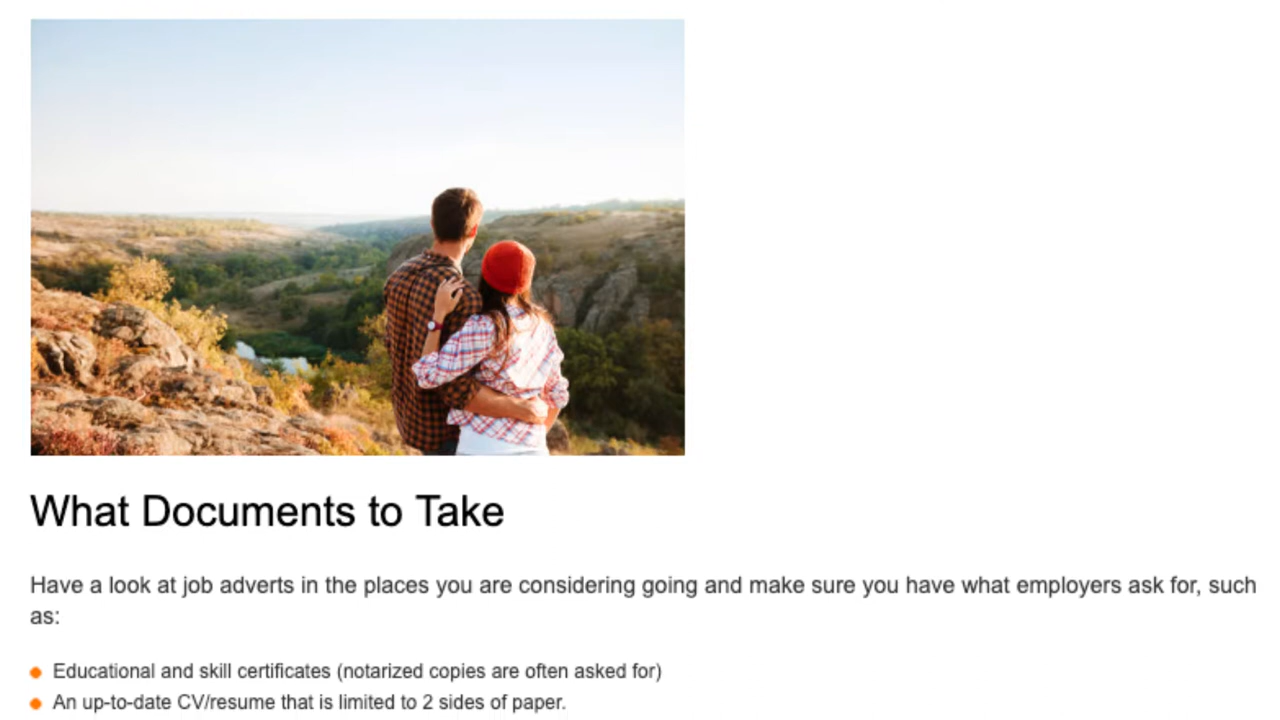 What Documents to Take
Have a look at job adverts in the places you are considering going and make sure you have what employers ask for, such
as:
Educational and skill certificates (notarized copies are often asked for)
An up-to-date CV/resume that is limited to 2 sides of paper.